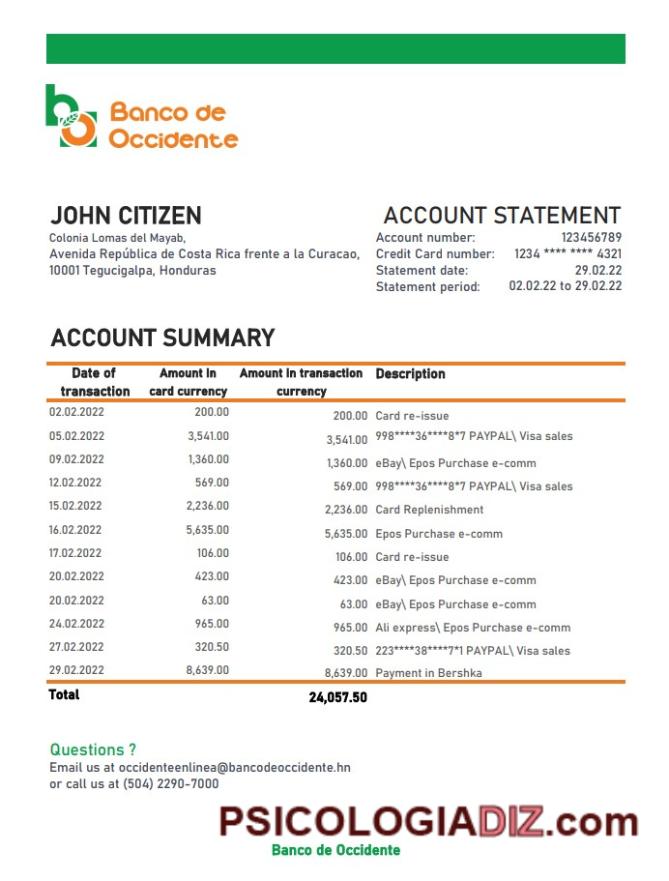 Banco de
Occidente
JOHN CITIZEN
Colonia Lomas del Mayab,
Avenida República de Costa Rica frente a la Curacao,
10001 Tegucigalpa, Honduras
ACCOUNT STATEMENT
Account number: 123456789
Credit Card number: 1234 **** **** 4321
Statement date: 29.02.22
Statement period: 02.02.22 to 29.02.22
ACCOUNT SUMMARY
Date of transaction Amount in card currency Amount in transaction currency Description
02.02.2022 200.00 200.00 Card re-issue
05.02.2022 3,541.00 3,541.00 998****36****8*7 PAYPAL\ Visa sales
09.02.2022 1,360.00 1,360.00 eBay\ Epos Purchase e-comm
12.02.2022 569.00 569.00 998****36****8*7 PAYPAL\ Visa sales
15.02.2022 2,236.00 2,236.00 Card Replenishment
16.02.2022 5,635.00 5,635.00 Epos Purchase e-comm
17.02.2022 106.00 106.00 Card re-issue
20.02.2022 423.00 423.00 eBay\ Epos Purchase e-comm
20.02.2022 63.00 63.00 eBay\ Epos Purchase e-comm
24.02.2022 965.00 965.00 Ali express\ Epos Purchase e-comm
27.02.2022 320.50 320.50 223****38****7*1 PAYPAL\ Visa sales
29.02.2022 8,639.00 8,639.00 Payment in Bershka
Total 24,057.50
Questions ?
Email us at occidenteenlinea@bancodeoccidente.hn
or call us at (504) 2290-7000
PSICOLOGIADIZ.com
Banco de Occidente